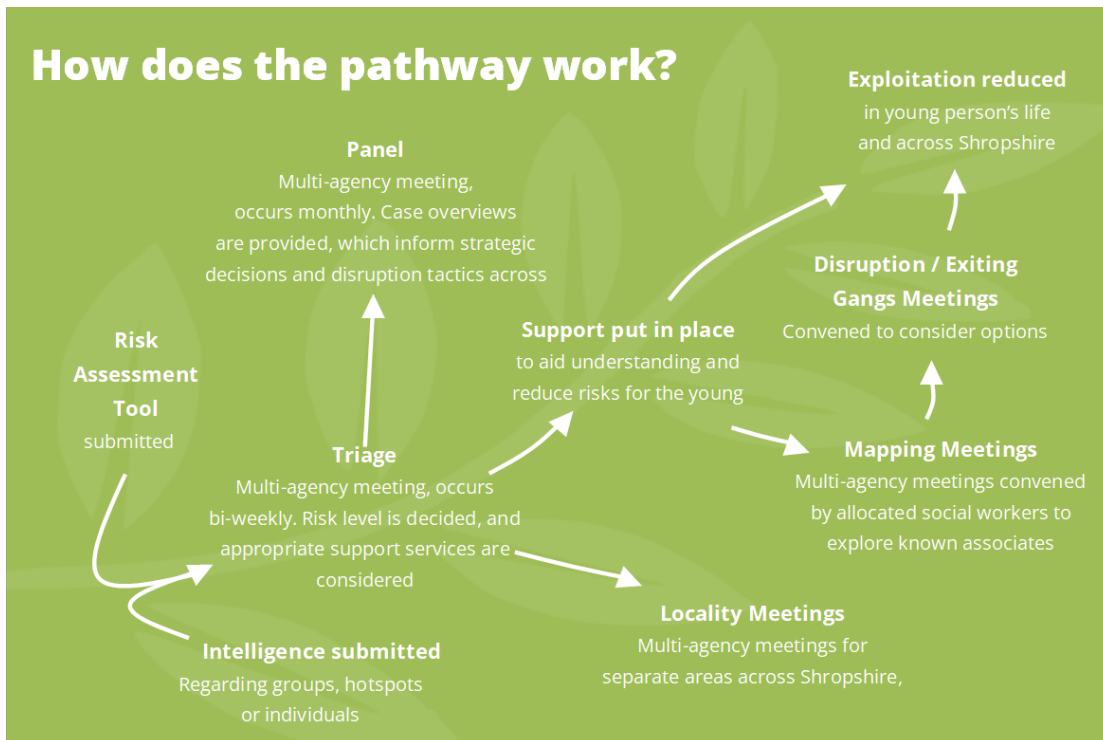 How does the pathway work?
Exploitation reduced
in young person's life
and across Shropshire
Panel
Multi-agency meeting,
occurs monthly. Case overviews
are provided, which inform strategic
decisions and disruption tactics across
Disruption / Exiting
Gangs Meetings
Convened to consider options
Support put in place
to aid understanding and
reduce risks for the young
Risk
Assessment
Tool
submitted
Triage
Multi-agency meeting, occurs
bi-weekly. Risk level is decided, and
appropriate support services are
considered
Mapping Meetings
Multi-agency meetings convened
by allocated social workers to
explore known associates
Locality Meetings
Multi-agency meetings for
separate areas across Shropshire,
Intelligence submitted
Regarding groups, hotspots
or individuals